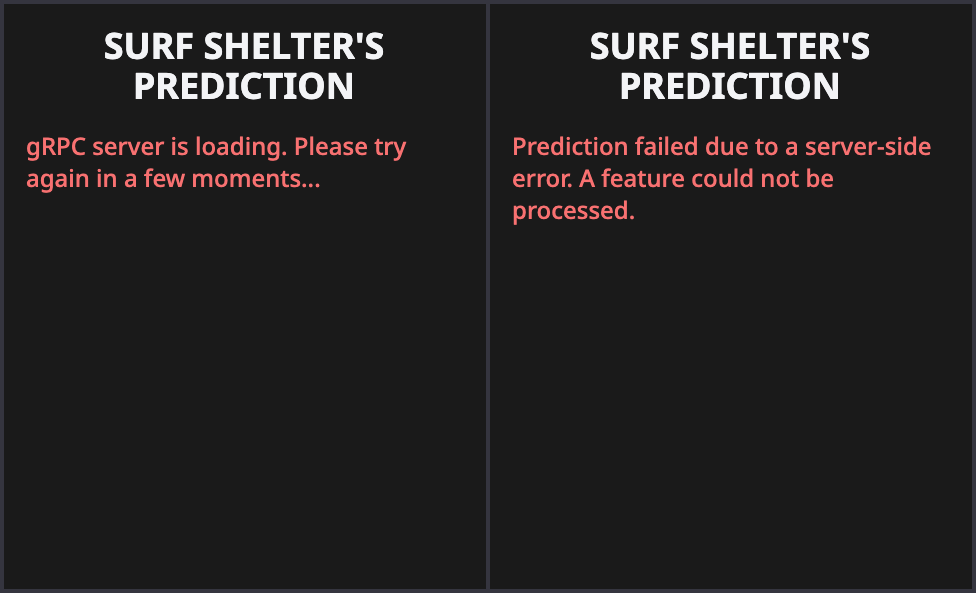 SURF SHELTER'S
PREDICTION
gRPC server is loading. Please try
again in a few moments...
SURF SHELTER'S
PREDICTION
Prediction failed due to a server-side
error. A feature could not be
processed.